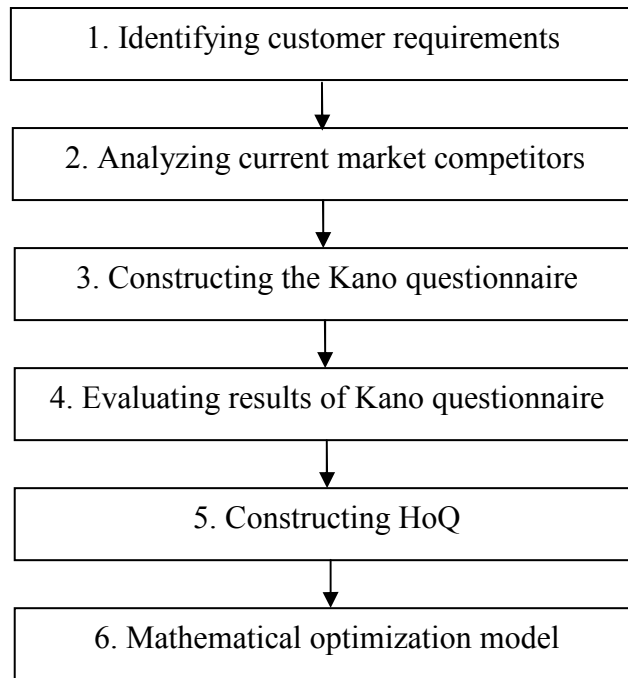 1. Identifying customer requirements
2. Analyzing current market competitors
3. Constructing the Kano questionnaire
4. Evaluating results of Kano questionnaire
5. Constructing HoQ
6. Mathematical optimization model